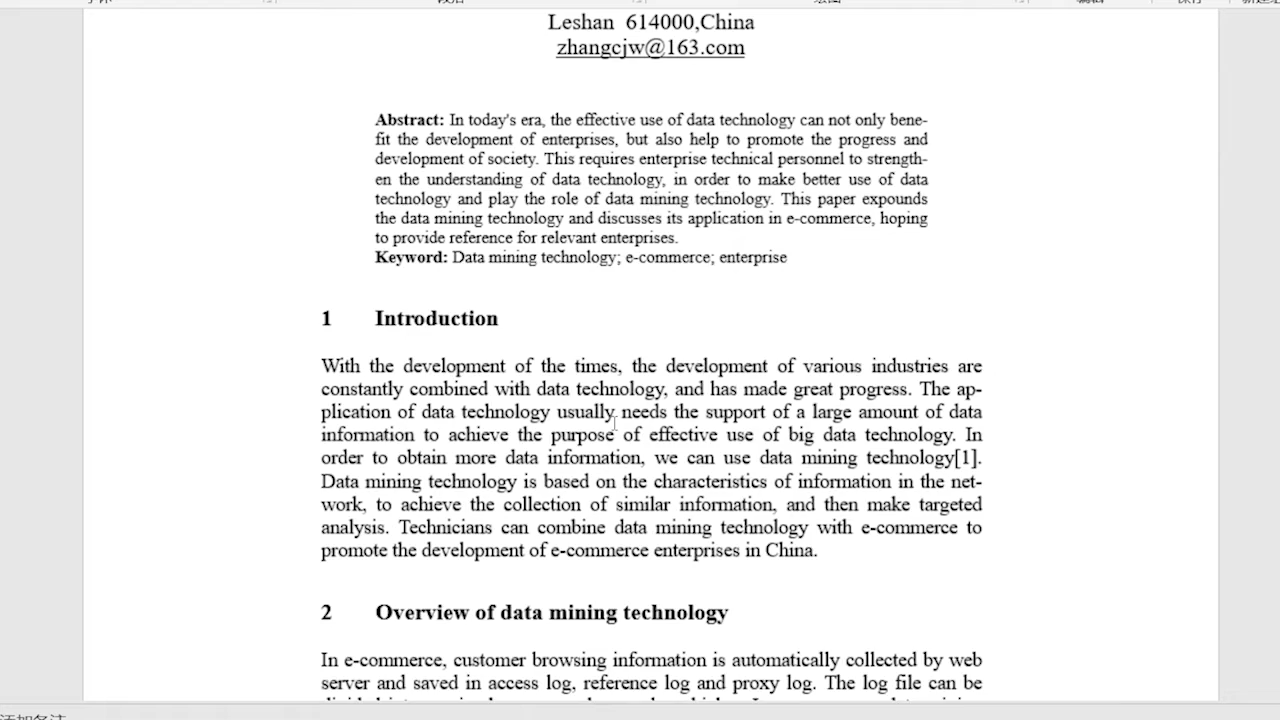 Leshan 614000,China
zhangcjw@163.com
Abstract: In today's era, the effective use of data technology can not only bene-
fit the development of enterprises, but also help to promote the progress and
development of society. This requires enterprise technical personnel to strength-
en the understanding of data technology, in order to make better use of data
technology and play the role of data mining technology. This paper expounds
the data mining technology and discusses its application in e-commerce, hoping
to provide reference for relevant enterprises.
Keyword: Data mining technology; e-commerce; enterprise
1 Introduction
With the development of the times, the development of various industries are
constantly combined with data technology, and has made great progress. The ap-
plication of data technology usually needs the support of a large amount of data
information to achieve the purpose of effective use of big data technology. In
order to obtain more data information, we can use data mining technology[1].
Data mining technology is based on the characteristics of information in the net-
work, to achieve the collection of similar information, and then make targeted
analysis. Technicians can combine data mining technology with e-commerce to
promote the development of e-commerce enterprises in China.
2 Overview of data mining technology
In e-commerce, customer browsing information is automatically collected by web
server and saved in access log, reference log and proxy log. The log file can be